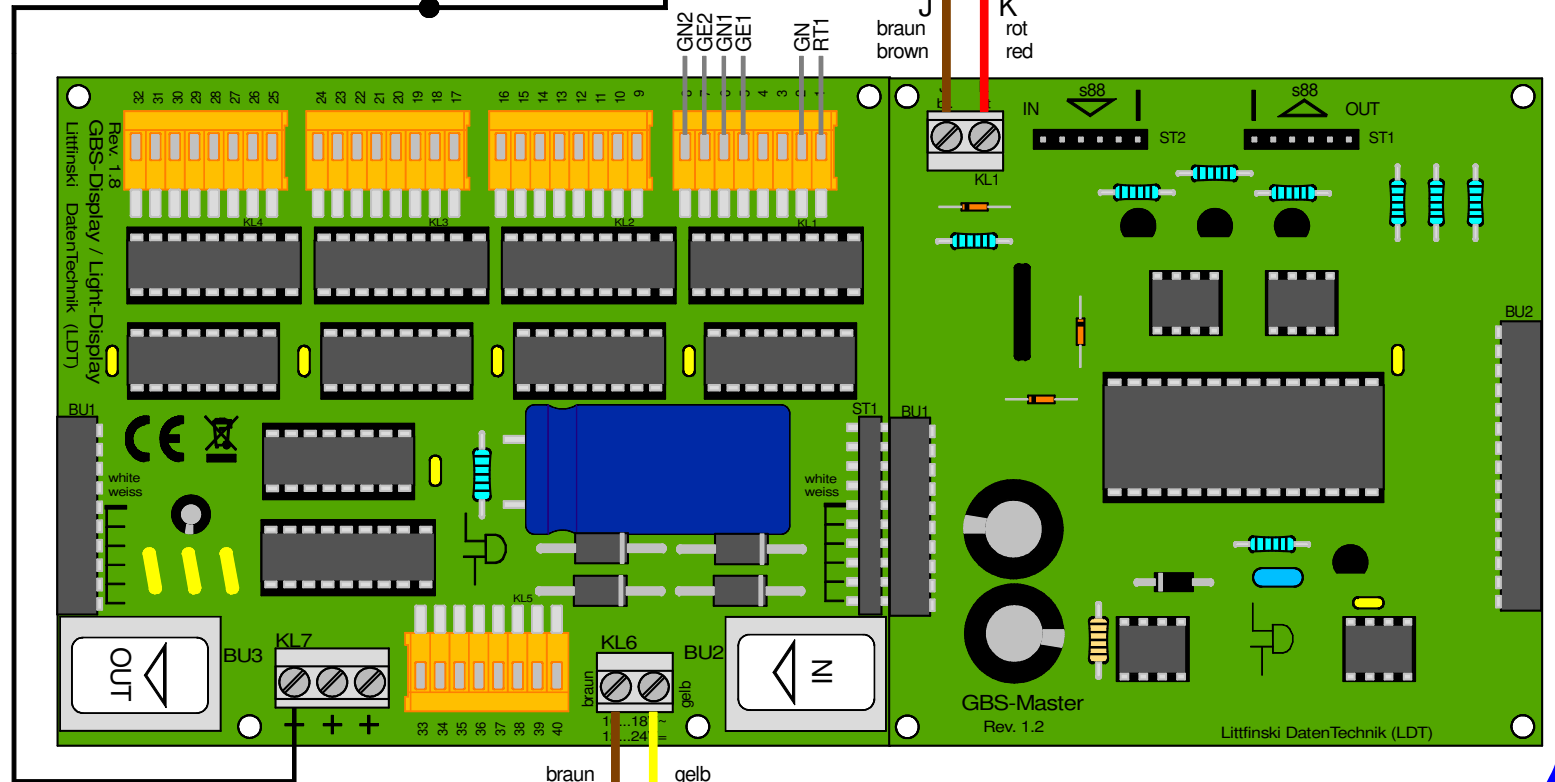 J K
braun rot
brown red
GN2 GE2 GN1 GE1 GN RT1
32 31 30 29 28 27 26 25
24 23 22 21 20 19 18 17
16 15 14 13 12 11 10 9
4 3
IN s88 s88 OUT
ST2 ST1
KL1
Rev. 1.8
GBS-Display / Light-Display
Littfinski DatenTechnik (LDT)
KL4 KL3 KL2 KL1
BU2
BU1 ST1 BU1
CE
white
weiss
white
weiss
KL5
OUT
BU3
KL7
+ +
33 34 35 36 37 38 39 40
KL6
braun gelb
BU2
IN
GBS-Master
Rev. 1.2
Littfinski DatenTechnik (LDT)
braun gelb